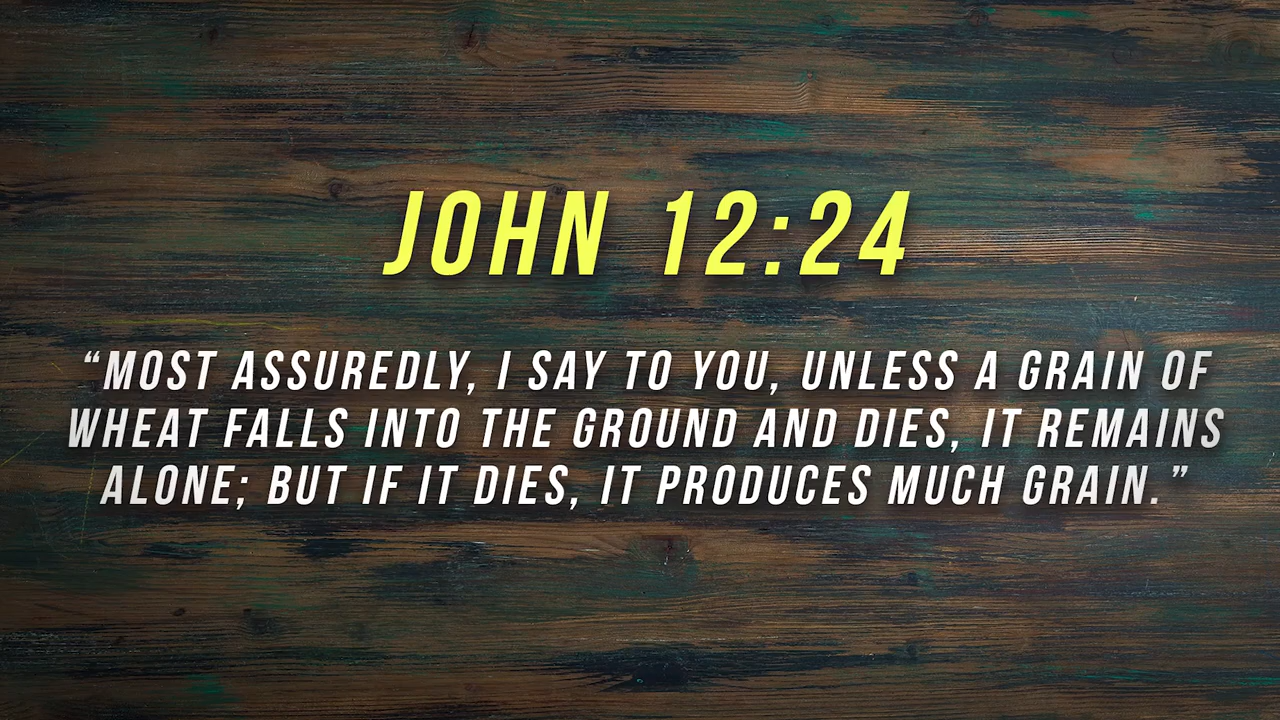 JOHN 12:24
“MOST ASSUREDLY, I SAY TO YOU, UNLESS A GRAIN OF
WHEAT FALLS INTO THE GROUND AND DIES, IT REMAINS
ALONE; BUT IF IT DIES, IT PRODUCES MUCH GRAIN.”